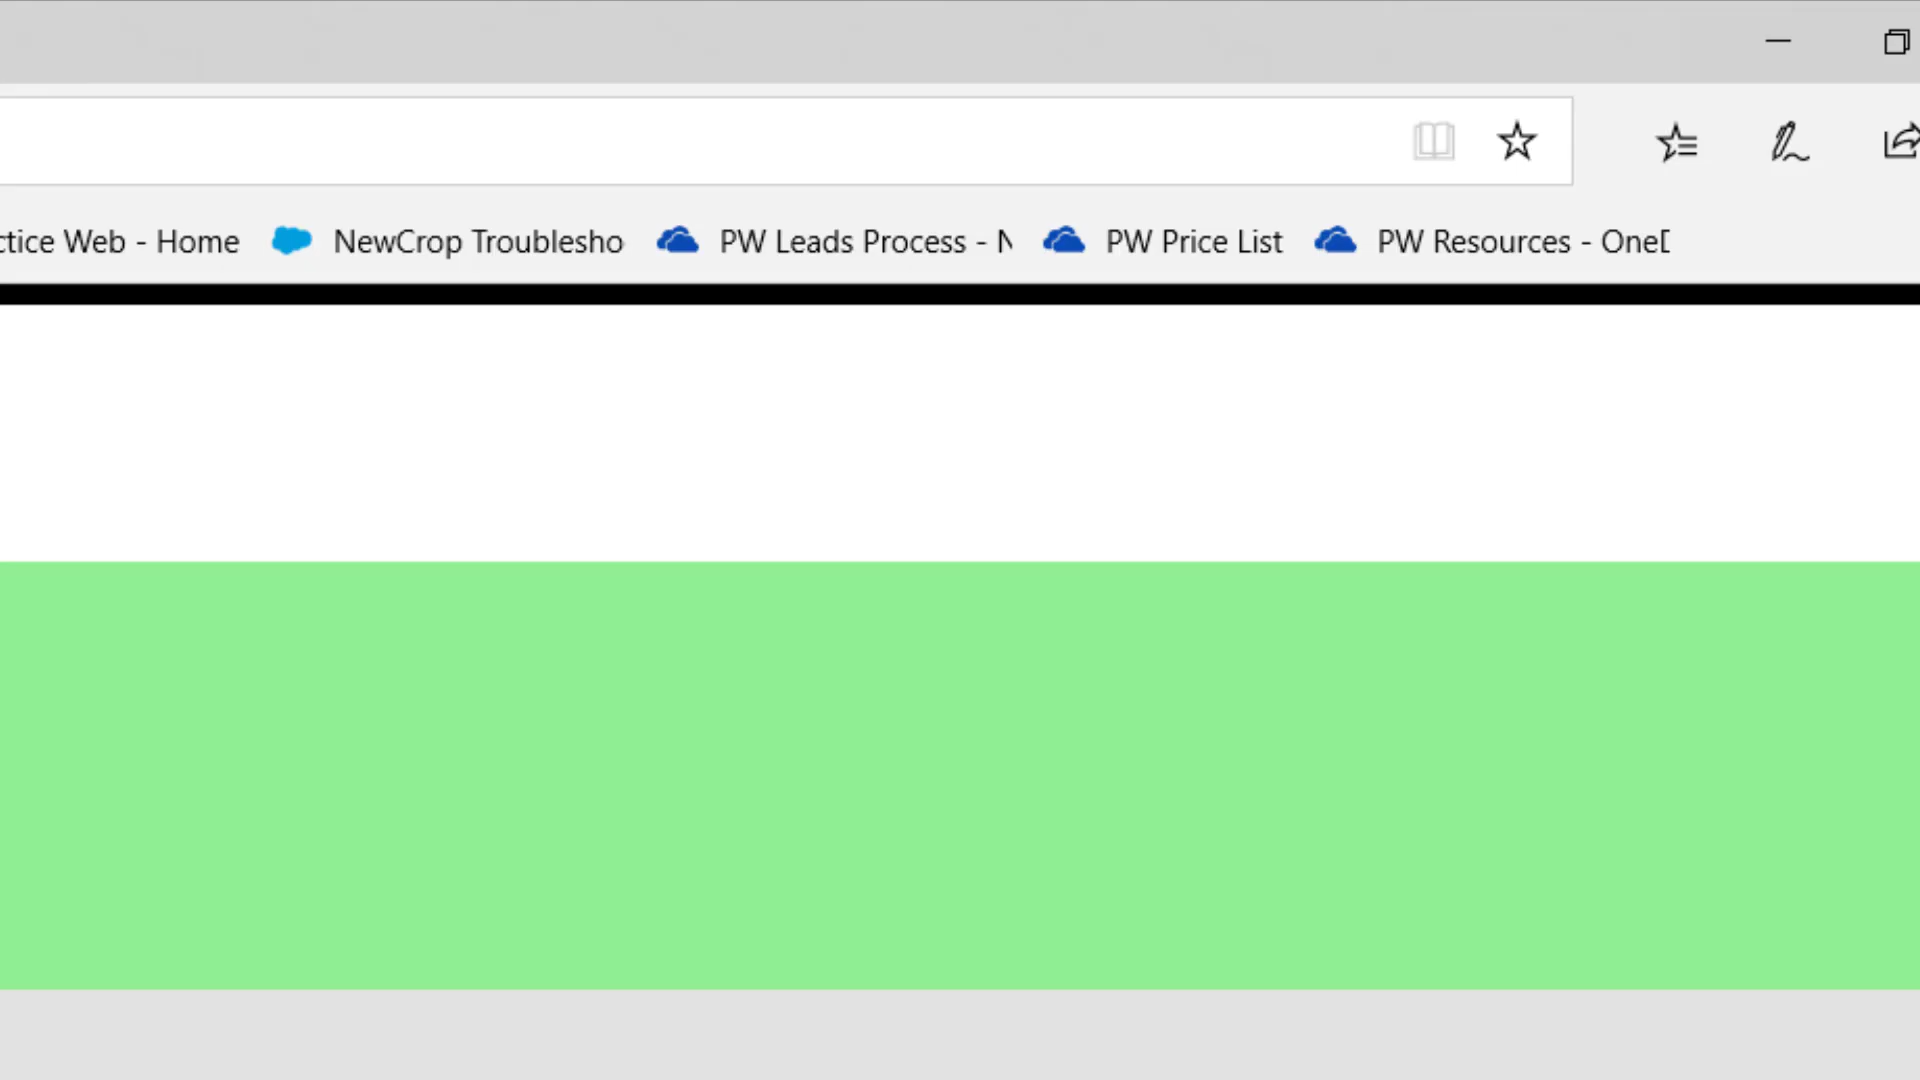 ctice Web - Home NewCrop Troublesho PW Leads Process - N PW Price List PW Resources - One